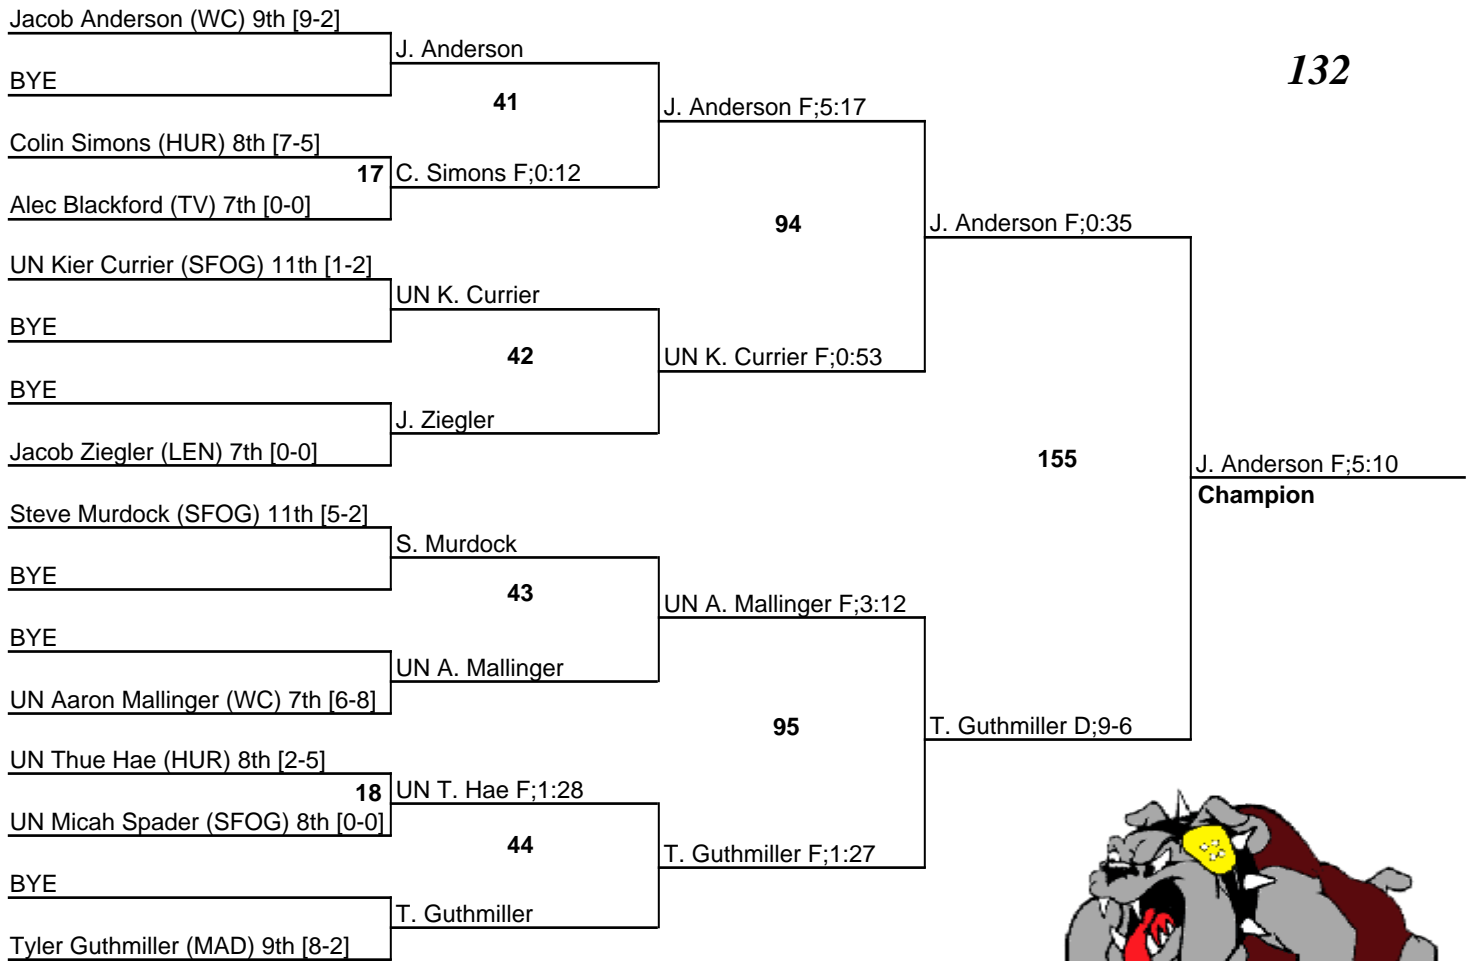 Jacob Anderson (WC) 9th [9-2]
J. Anderson
BYE
132
41
J. Anderson F;5:17
Colin Simons (HUR) 8th [7-5]
17
C. Simons F;0:12
Alec Blackford (TV) 7th [0-0]
94
J. Anderson F;0:35
UN Kier Currier (SFOG) 11th [1-2]
UN K. Currier
BYE
42
UN K. Currier F;0:53
BYE
J. Ziegler
Jacob Ziegler (LEN) 7th [0-0]
155
J. Anderson F;5:10
Champion
Steve Murdock (SFOG) 11th [5-2]
S. Murdock
BYE
43
UN A. Mallinger F;3:12
BYE
UN A. Mallinger
UN Aaron Mallinger (WC) 7th [6-8]
95
T. Guthmiller D;9-6
UN Thue Hae (HUR) 8th [2-5]
18
UN T. Hae F;1:28
UN Micah Spader (SFOG) 8th [0-0]
44
T. Guthmiller F;1:27
BYE
T. Guthmiller
Tyler Guthmiller (MAD) 9th [8-2]